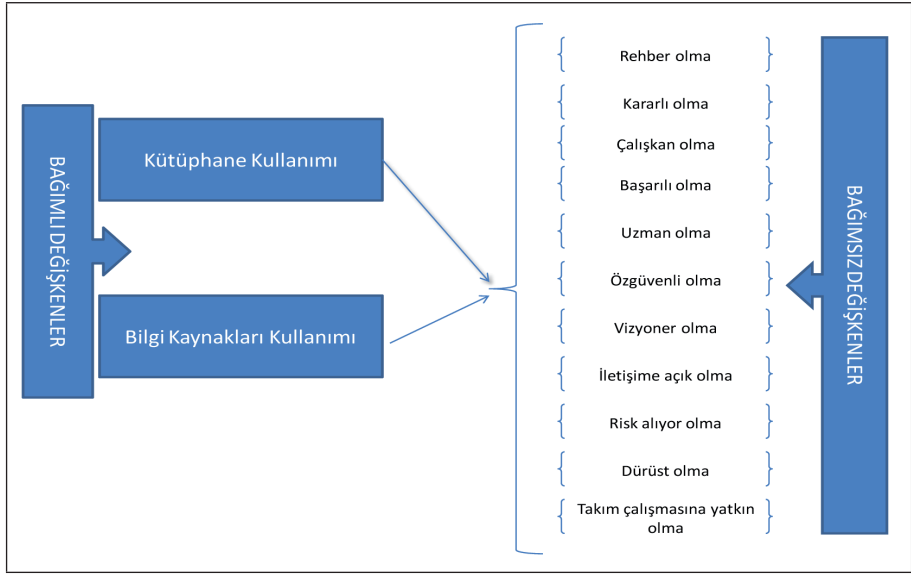 BAĞIMLI DEĞİŞKENLER
Kütüphane Kullanımı
Bilgi Kaynakları Kullanımı
Rehber olma
Kararlı olma
Çalışkan olma
Başarılı olma
Uzman olma
Özgüvenli olma
Vizyoner olma
İletişime açık olma
Risk alıyor olma
Dürüst olma
Takım çalışmasına yatkın
olma
BAĞIMSIZ DEĞİŞKENLER